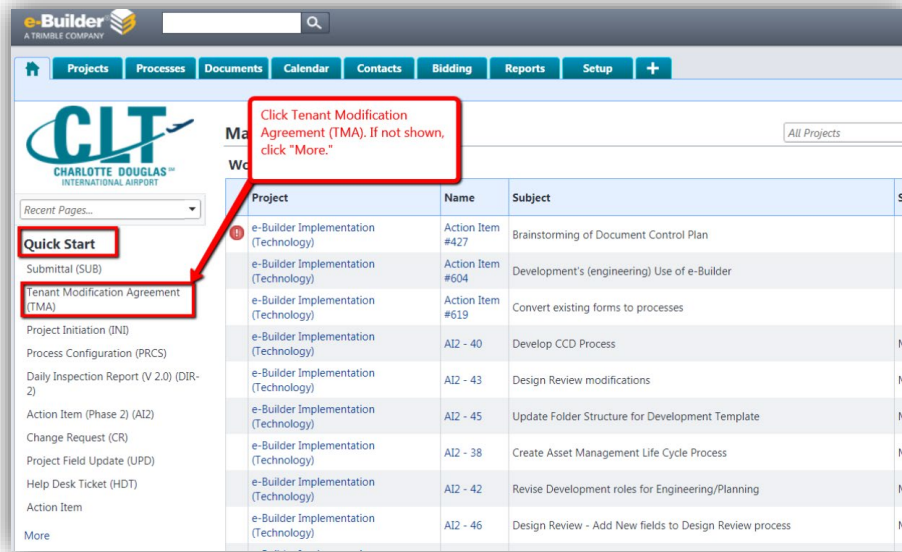 e-Builder
A TRIMBLE COMPANY
Projects Processes Documents Calendar Contacts Bidding Reports Setup +
CLT
CHARLOTTE DOUGLAS SM
INTERNATIONAL AIRPORT
Click Tenant Modification
Agreement (TMA). If not shown,
click "More."
Ma
All Projects
Wo
Recent Pages...
Project Name Subject S
Quick Start
Submittal (SUB)
Tenant Modification Agreement
(TMA)
Project Initiation (INI)
Process Configuration (PRCS)
Daily Inspection Report (V 2.0) (DIR-
2)
Action Item (Phase 2) (AI2)
Change Request (CR)
Project Field Update (UPD)
Help Desk Ticket (HDT)
Action Item
More
e-Builder Implementation
(Technology)
Action Item
#427
Brainstorming of Document Control Plan
e-Builder Implementation
(Technology)
Action Item
#604
Development's (engineering) Use of e-Builder
e-Builder Implementation
(Technology)
Action Item
#619
Convert existing forms to processes
e-Builder Implementation
(Technology)
AI2 - 40
Develop CCD Process
e-Builder Implementation
(Technology)
AI2 - 43
Design Review modifications
e-Builder Implementation
(Technology)
AI2 - 45
Update Folder Structure for Development Template
e-Builder Implementation
(Technology)
AI2 - 38
Create Asset Management Life Cycle Process
e-Builder Implementation
(Technology)
AI2 - 42
Revise Development roles for Engineering/Planning
e-Builder Implementation
(Technology)
AI2 - 46
Design Review - Add New fields to Design Review process